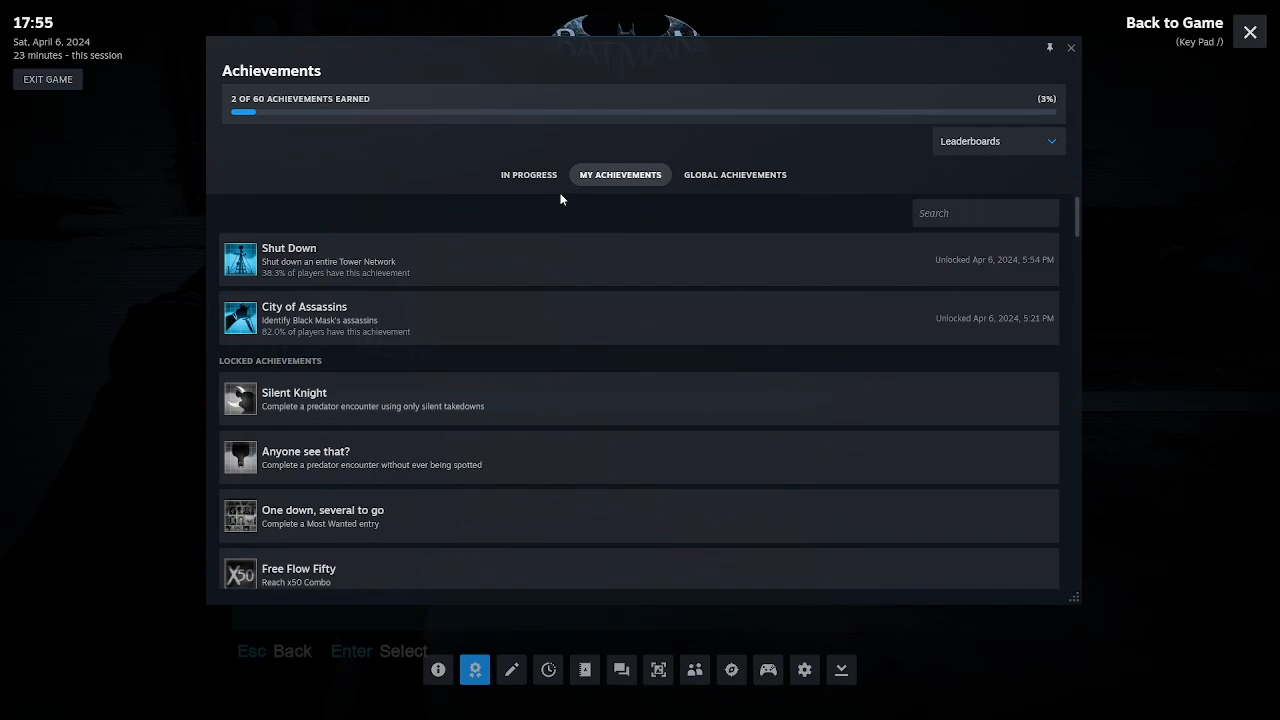 17:55
Sat, April 6, 2024
23 minutes - this session
EXIT GAME
Back to Game
(Key Pad /)
BATMAN
Achievements
2 OF 60 ACHIEVEMENTS EARNED
(3%)
Leaderboards
IN PROGRESS
MY ACHIEVEMENTS
GLOBAL ACHIEVEMENTS
Search
Shut Down
Shut down an entire Tower Network
38.3% of players have this achievement
Unlocked Apr 6, 2024, 5:54 PM
City of Assassins
Identify Black Mask's assassins
82.0% of players have this achievement
Unlocked Apr 6, 2024, 5:21 PM
LOCKED ACHIEVEMENTS
Silent Knight
Complete a predator encounter using only silent takedowns
Anyone see that?
Complete a predator encounter without ever being spotted
One down, several to go
Complete a Most Wanted entry
X50
Free Flow Fifty
Reach x50 Combo
Esc Back Enter Select